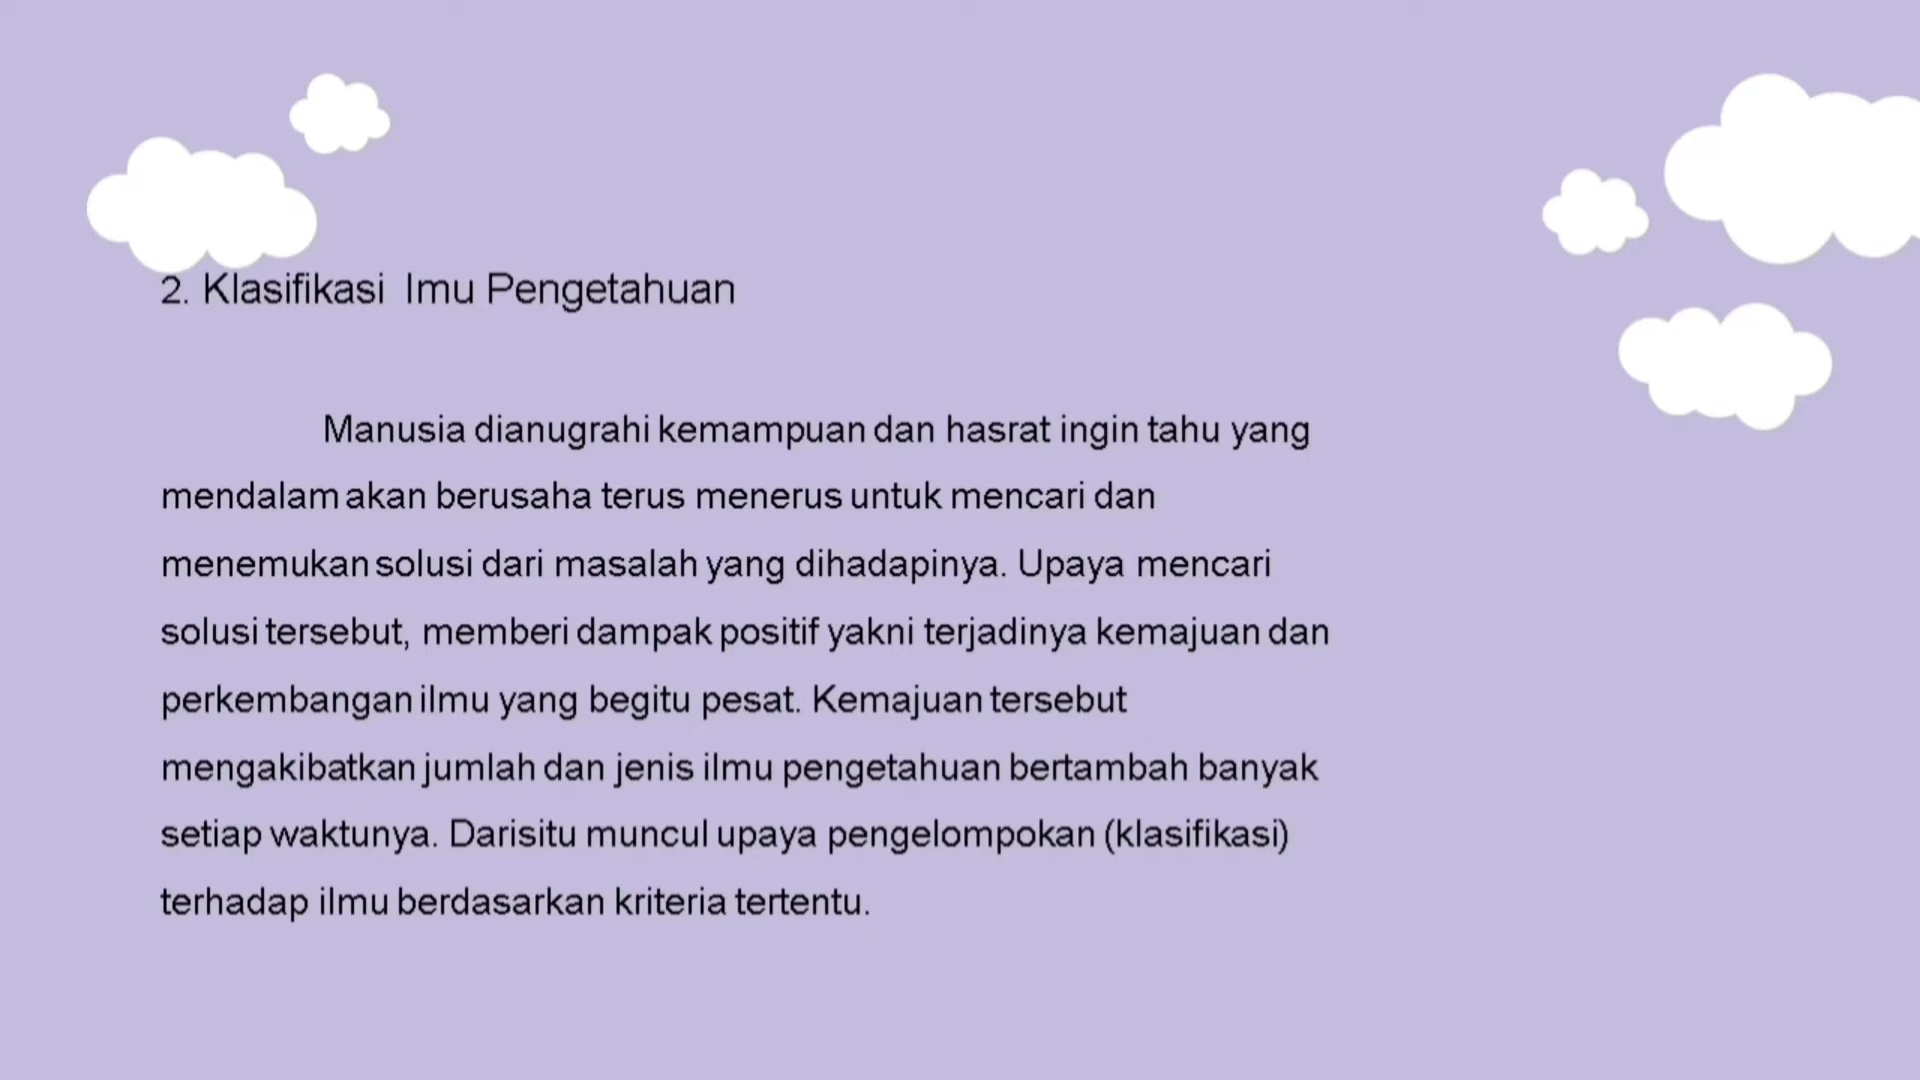 2. Klasifikasi Imu Pengetahuan
Manusia dianugrahi kemampuan dan hasrat ingin tahu yang
mendalam akan berusaha terus menerus untuk mencari dan
menemukan solusi dari masalah yang dihadapinya. Upaya mencari
solusi tersebut, memberi dampak positif yakni terjadinya kemajuan dan
perkembangan ilmu yang begitu pesat. Kemajuan tersebut
mengakibatkan jumlah dan jenis ilmu pengetahuan bertambah banyak
setiap waktunya. Darisitu muncul upaya pengelompokan (klasifikasi)
terhadap ilmu berdasarkan kriteria tertentu.